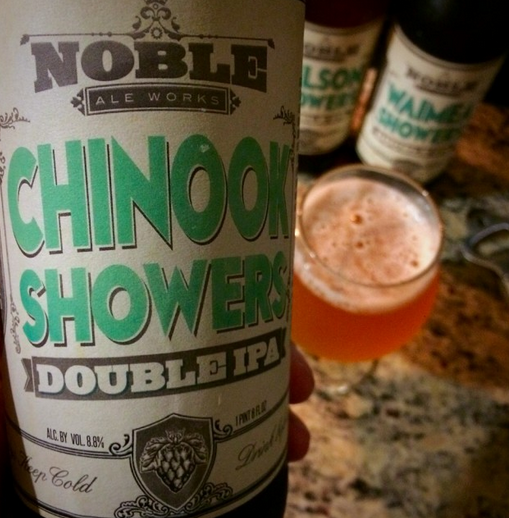 NOBLE
ALE WORKS
CHINOOK
SHOWERS
DOUBLE IPA
ALC. BY VOL. 8.8%
1 PINT 6 FL OZ
Keep Cold
NOBLE
WAIMEA
SHOWERS